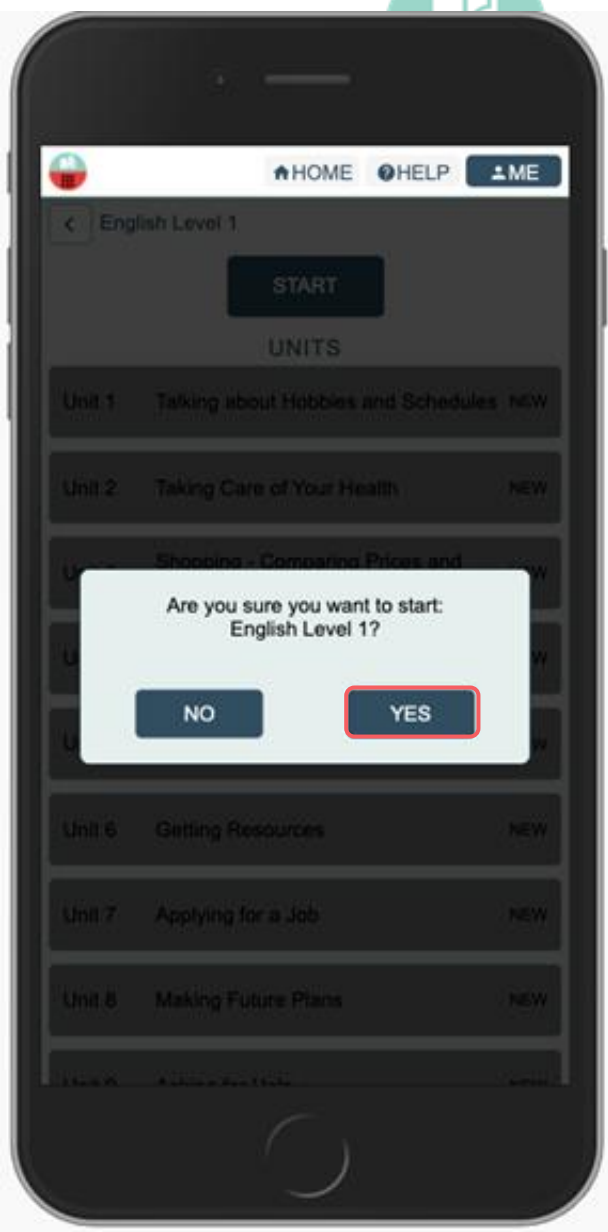 HOME HELP ME
English Level 1
START
UNITS
Unit 1 Talking about Hobbies and Schedules NEW
Unit 2 Taking Care of Your Health NEW
Shopping - Comparing Prices and
Are you sure you want to start:
English Level 1?
NO YES
Unit 6 Getting Resources NEW
Unit 7 Applying for a Job NEW
Unit 8 Making Future Plans NEW